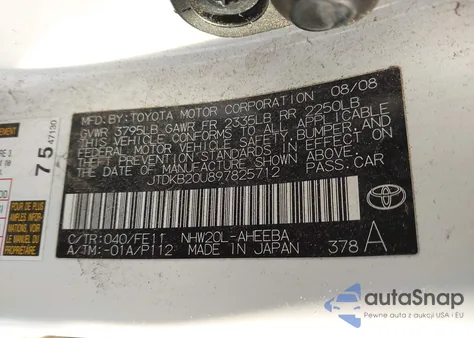 MFD. BY: TOYOTA MOTOR CORPORATION 08/08
GVWR 3795LB GAWR FR 2335LB RR 2250LB
THIS VEHICLE CONFORMS TO ALL APPLICABLE
FEDERAL MOTOR VEHICLE SAFETY, BUMPER, AND
THEFT PREVENTION STANDARDS IN EFFECT ON
THE DATE OF MANUFACTURE SHOWN ABOVE.
JTDKB20U897825712 PASS. CAR
C/TR: 040/FE11 NHW20L-AHEEBA
A/TM: -01A/P112 MADE IN JAPAN 378 A
TOYOTA
75
47130
autoSnap
Pewne auta z aukcji USA i EU